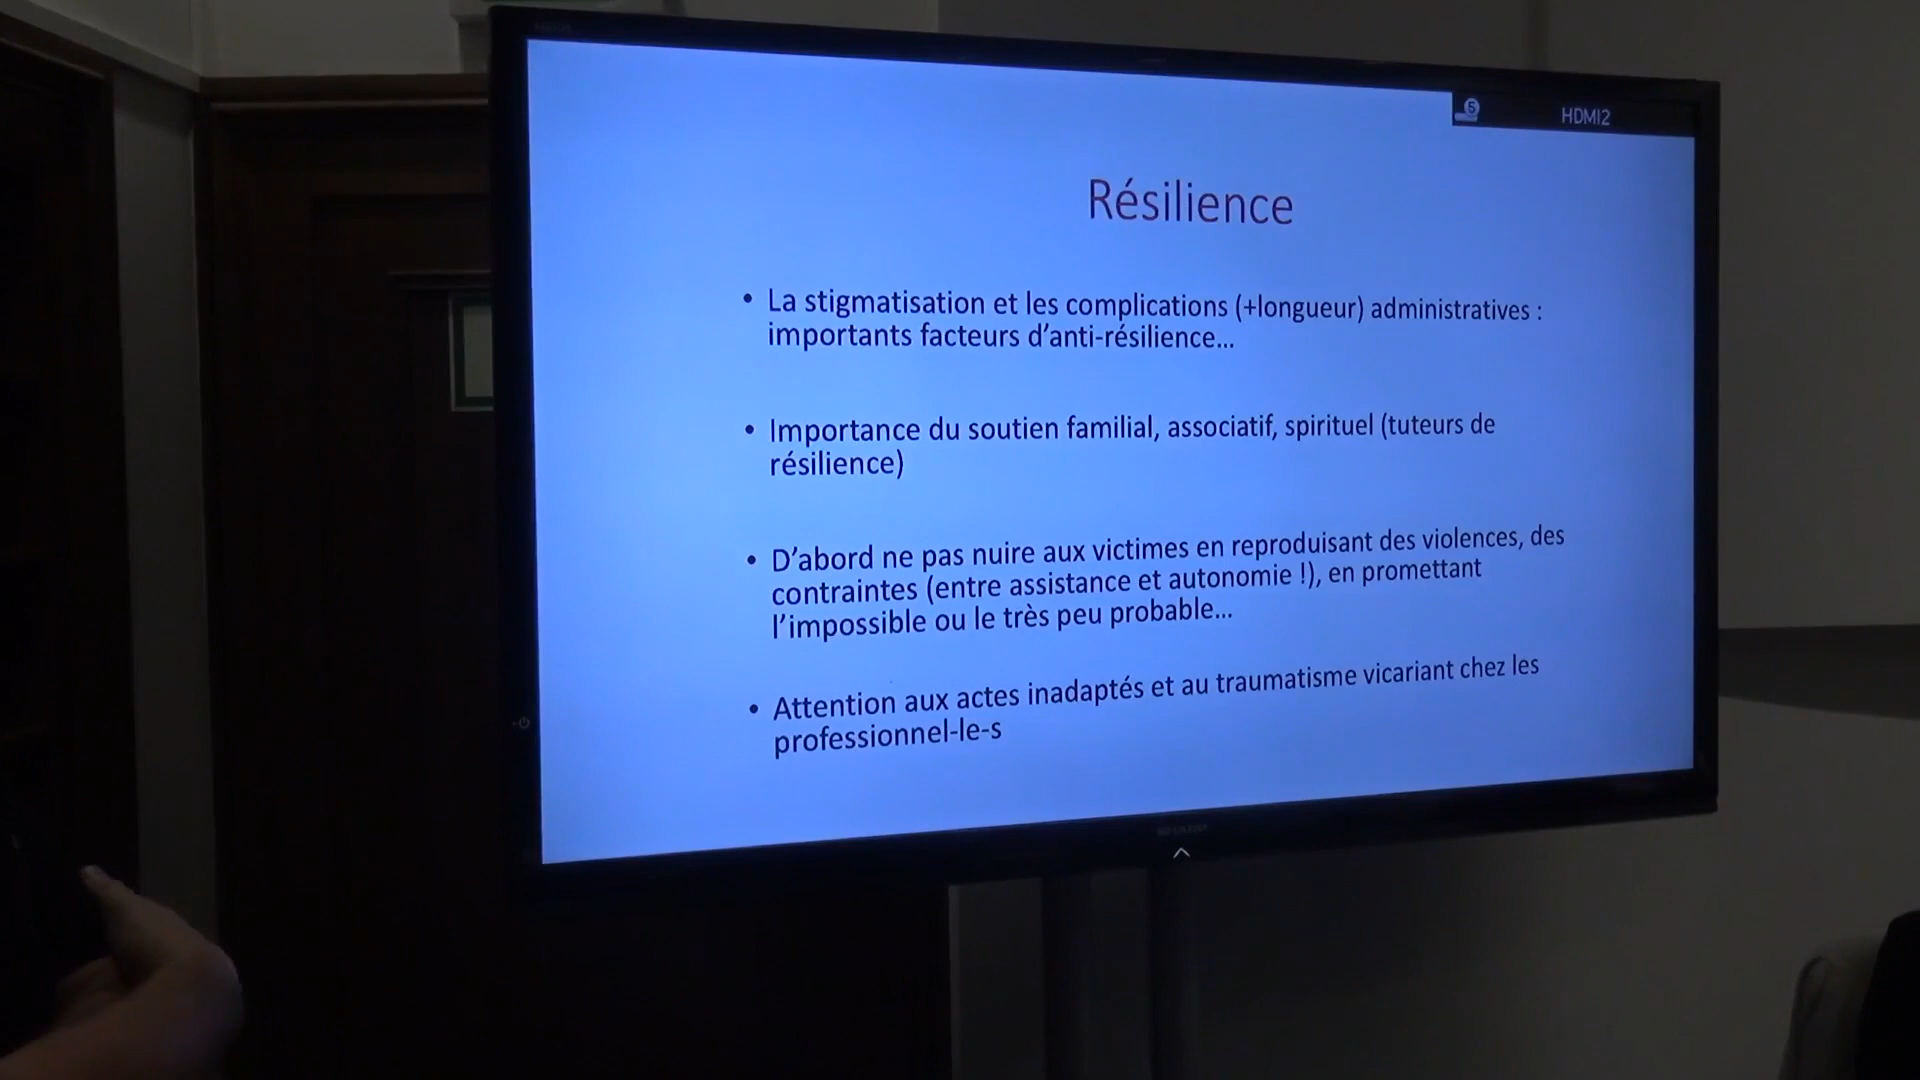 HDMI2
Résilience
• La stigmatisation et les complications (+longueur) administratives :
importants facteurs d'anti-résilience...
• Importance du soutien familial, associatif, spirituel (tuteurs de
résilience)
• D'abord ne pas nuire aux victimes en reproduisant des violences, des
contraintes (entre assistance et autonomie !), en promettant
l'impossible ou le très peu probable...
• Attention aux actes inadaptés et au traumatisme vicariant chez les
professionnel-le-s